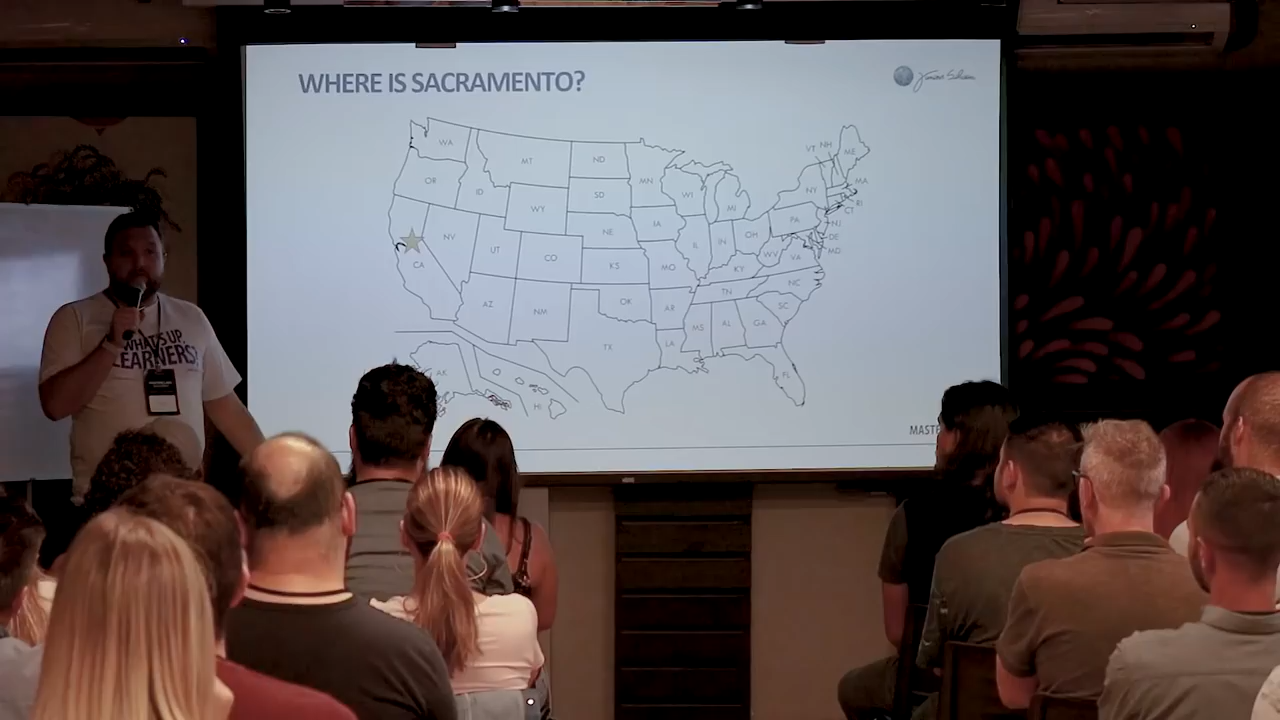 WHERE IS SACRAMENTO?
WA
MT
ND
MN
OR
ID
SD
WI
MI
WY
NY
VT
NH
ME
MA
RI
CT
NV
UT
NE
IA
PA
NJ
DE
MD
CO
IL
IN
OH
CA
KS
MO
KY
WV
VA
AZ
NM
OK
AR
TN
NC
SC
TX
LA
MS
AL
GA
FL
AK
HI
WHAT'S UP,
LEARNERS?
MAST